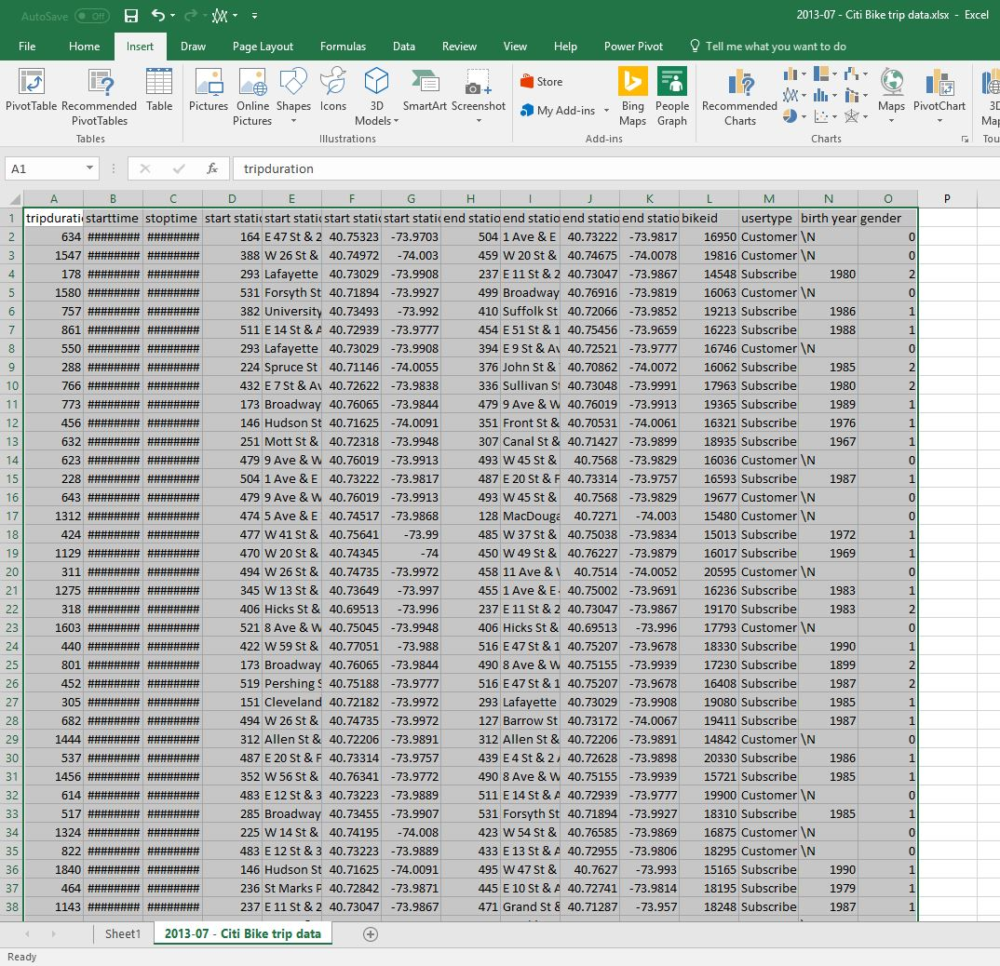 AutoSave Off 2013-07 - Citi Bike trip data.xlsx - Excel
File Home Insert Draw Page Layout Formulas Data Review View Help Power Pivot Tell me what you want to do
PivotTable Recommended PivotTables Table Pictures Online Pictures Shapes Icons 3D Models SmartArt Screenshot Store My Add-ins Bing Maps People Graph Recommended Charts Maps PivotChart 3D
Tables Illustrations Add-ins Charts
A1 fx tripduration
A B C D E F G H I J K L M N O P
1 tripdurati starttime stoptime start statio start statio start statio start statio end statio end statio end statio end statio bikeid usertype birth year gender
2 634 ######## ######## 164 E 47 St & 2 40.75323 -73.9703 504 1 Ave & E 40.73222 -73.9817 16950 Customer \N 0
3 1547 ######## ######## 388 W 26 St & 40.74972 -74.003 459 W 20 St & 40.74675 -74.0078 19816 Customer \N 0
4 178 ######## ######## 293 Lafayette 40.73029 -73.9908 237 E 11 St & 2 40.73047 -73.9867 14548 Subscribe 1980 2
5 1580 ######## ######## 531 Forsyth St 40.71894 -73.9927 499 Broadway 40.76916 -73.9819 16063 Customer \N 0
6 757 ######## ######## 382 University 40.73493 -73.992 410 Suffolk St 40.72066 -73.9852 19213 Subscribe 1986 1
7 861 ######## ######## 511 E 14 St & A 40.72939 -73.9777 454 E 51 St & 1 40.75456 -73.9659 16223 Subscribe 1988 1
8 550 ######## ######## 293 Lafayette 40.73029 -73.9908 394 E 9 St & Av 40.72521 -73.9777 16746 Customer \N 0
9 288 ######## ######## 224 Spruce St 40.71146 -74.0055 376 John St & 40.70862 -74.0072 16062 Subscribe 1985 2
10 766 ######## ######## 432 E 7 St & Av 40.72622 -73.9838 336 Sullivan St 40.73048 -73.9991 17963 Subscribe 1980 2
11 773 ######## ######## 173 Broadway 40.76065 -73.9844 479 9 Ave & W 40.76019 -73.9913 19365 Subscribe 1989 1
12 456 ######## ######## 146 Hudson St 40.71625 -74.0091 351 Front St & 40.70531 -74.0061 16321 Subscribe 1976 1
13 632 ######## ######## 251 Mott St & 40.72318 -73.9948 307 Canal St & 40.71427 -73.9899 18935 Subscribe 1967 1
14 623 ######## ######## 479 9 Ave & W 40.76019 -73.9913 493 W 45 St & 40.7568 -73.9829 16036 Customer \N 0
15 228 ######## ######## 504 1 Ave & E 40.73222 -73.9817 487 E 20 St & F 40.73314 -73.9757 16593 Subscribe 1987 1
16 643 ######## ######## 479 9 Ave & W 40.76019 -73.9913 493 W 45 St & 40.7568 -73.9829 19677 Customer \N 0
17 1312 ######## ######## 474 5 Ave & E 40.74517 -73.9868 128 MacDouga 40.7271 -74.003 15480 Customer \N 0
18 424 ######## ######## 477 W 41 St & 40.75641 -73.99 485 W 37 St & 40.75038 -73.9834 15013 Subscribe 1972 1
19 1129 ######## ######## 470 W 20 St & 40.74345 -74 450 W 49 St & 40.76227 -73.9879 16017 Subscribe 1969 1
20 311 ######## ######## 494 W 26 St & 40.74735 -73.9972 458 11 Ave & W 40.7514 -74.0052 20595 Customer \N 0
21 1275 ######## ######## 345 W 13 St & 40.73649 -73.997 455 1 Ave & E 40.75002 -73.9691 16236 Subscribe 1983 1
22 318 ######## ######## 406 Hicks St & 40.69513 -73.996 237 E 11 St & 2 40.73047 -73.9867 19170 Subscribe 1983 2
23 1603 ######## ######## 521 8 Ave & W 40.75045 -73.9948 406 Hicks St & 40.69513 -73.996 17793 Customer \N 0
24 440 ######## ######## 422 W 59 St & 40.77051 -73.988 516 E 47 St & 1 40.75207 -73.9678 18330 Subscribe 1990 1
25 801 ######## ######## 173 Broadway 40.76065 -73.9844 490 8 Ave & W 40.75155 -73.9939 17230 Subscribe 1899 2
26 452 ######## ######## 519 Pershing S 40.75188 -73.9777 516 E 47 St & 1 40.75207 -73.9678 16408 Subscribe 1987 2
27 305 ######## ######## 151 Cleveland 40.72182 -73.9972 293 Lafayette 40.73029 -73.9908 19080 Subscribe 1985 1
28 682 ######## ######## 494 W 26 St & 40.74735 -73.9972 127 Barrow St 40.73172 -74.0067 19411 Subscribe 1987 1
29 1444 ######## ######## 312 Allen St & 40.72206 -73.9891 312 Allen St & 40.72206 -73.9891 14842 Customer \N 0
30 537 ######## ######## 487 E 20 St & F 40.73314 -73.9757 439 E 4 St & 2 A 40.72628 -73.9898 20330 Subscribe 1986 1
31 1456 ######## ######## 352 W 56 St & 40.76341 -73.9772 490 8 Ave & W 40.75155 -73.9939 15721 Subscribe 1985 1
32 614 ######## ######## 483 E 12 St & 3 40.73223 -73.9889 511 E 14 St & A 40.72939 -73.9777 19900 Customer \N 0
33 517 ######## ######## 285 Broadway 40.73455 -73.9907 531 Forsyth St 40.71894 -73.9927 18310 Subscribe 1985 1
34 1324 ######## ######## 225 W 14 St & 40.74195 -74.008 423 W 54 St & 40.76585 -73.9869 16875 Customer \N 0
35 822 ######## ######## 483 E 12 St & 3 40.73223 -73.9889 433 E 13 St & A 40.72955 -73.9806 18295 Customer \N 0
36 1840 ######## ######## 146 Hudson St 40.71625 -74.0091 495 W 47 St & 40.7627 -73.993 15165 Subscribe 1990 1
37 464 ######## ######## 236 St Marks P 40.72842 -73.9871 445 E 10 St & A 40.72741 -73.9814 18195 Subscribe 1979 1
38 1143 ######## ######## 237 E 11 St & 2 40.73047 -73.9867 471 Grand St & 40.71287 -73.957 18248 Subscribe 1987 1
Sheet1 2013-07 - Citi Bike trip data
Ready